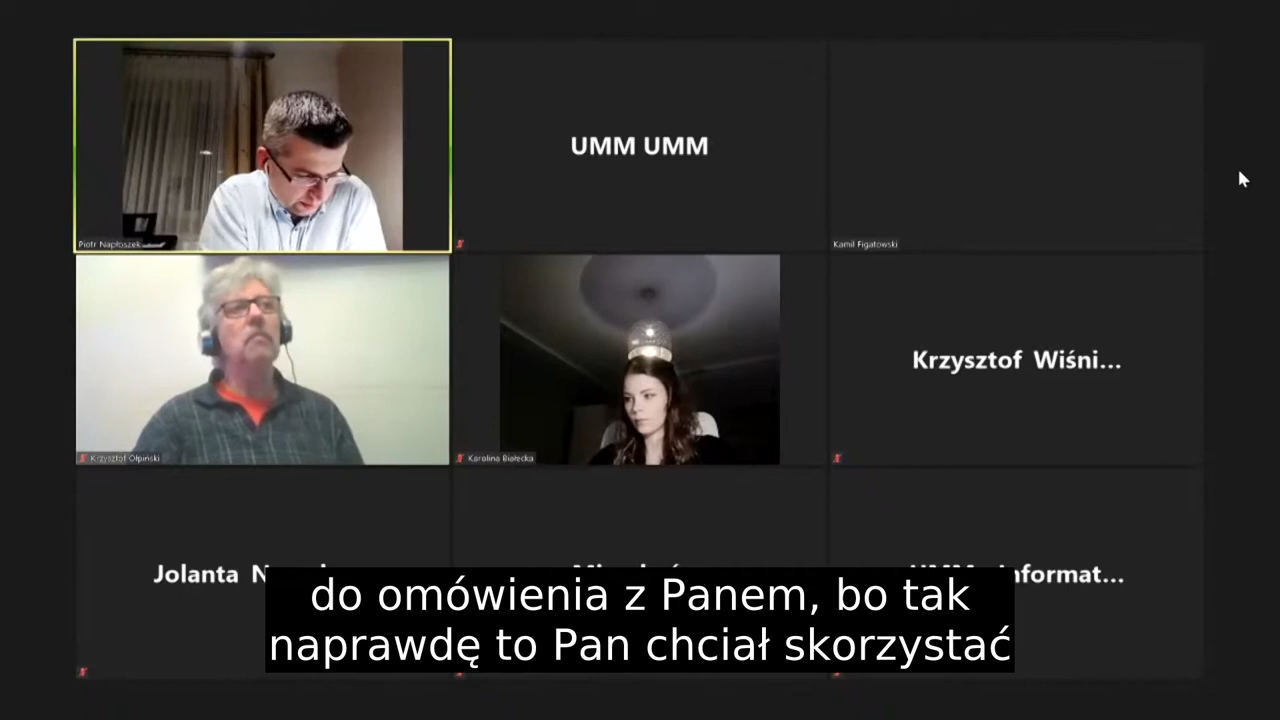 UMM UMM
Piotr Napłoszek
Kamil Figatowski
Krzysztof Wiśni...
Krzysztof Ołpiński
Karolina Białecka
Jolanta
do omówienia z Panem, bo tak
naprawdę to Pan chciał skorzystać